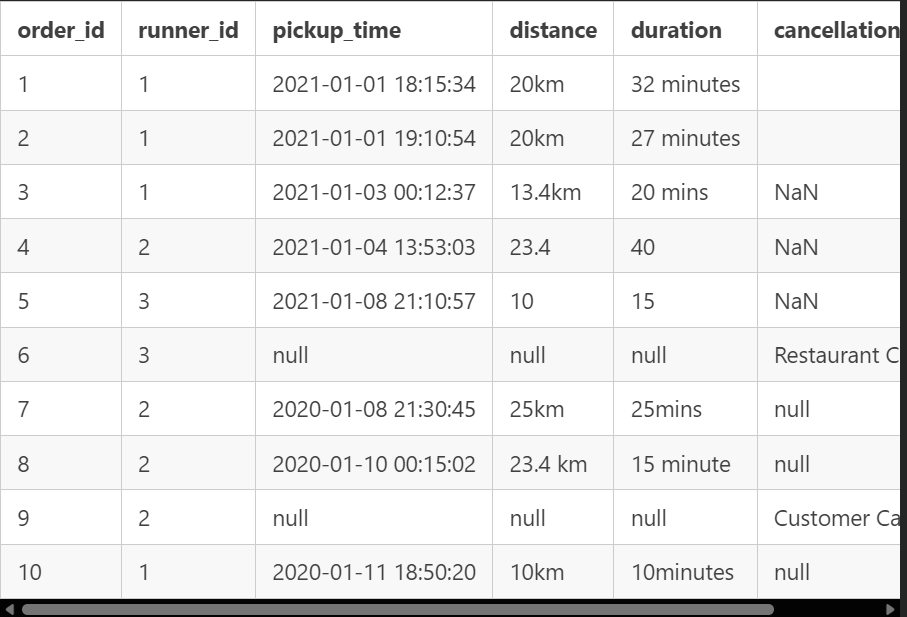 order_id runner_id pickup_time distance duration cancellation
1 1 2021-01-01 18:15:34 20km 32 minutes
2 1 2021-01-01 19:10:54 20km 27 minutes
3 1 2021-01-03 00:12:37 13.4km 20 mins NaN
4 2 2021-01-04 13:53:03 23.4 40 NaN
5 3 2021-01-08 21:10:57 10 15 NaN
6 3 null null null Restaurant C
7 2 2020-01-08 21:30:45 25km 25mins null
8 2 2020-01-10 00:15:02 23.4 km 15 minute null
9 2 null null null Customer Ca
10 1 2020-01-11 18:50:20 10km 10minutes null